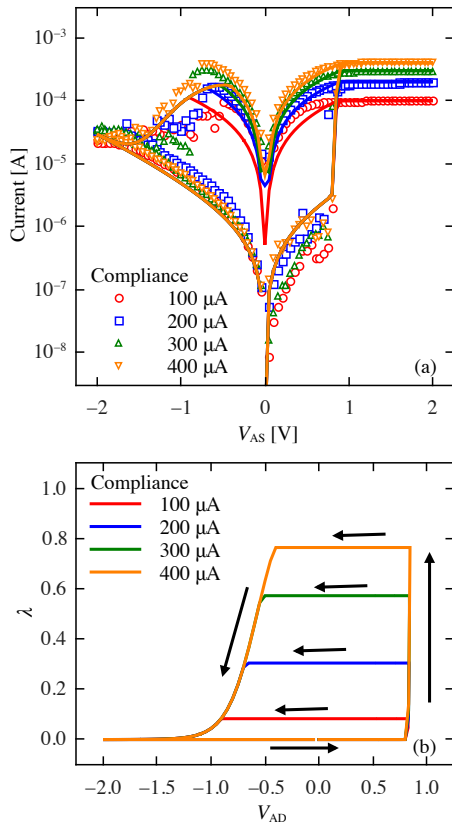 10⁻³
10⁻⁴
10⁻⁵
10⁻⁶
10⁻⁷
10⁻⁸
Current [A]
Compliance
100 μA
200 μA
300 μA
400 μA
(a)
−2 −1 0 1 2
V_AS [V]
Compliance
100 μA
200 μA
300 μA
400 μA
1.0
0.8
0.6
0.4
0.2
0.0
λ
(b)
−2.0 −1.5 −1.0 −0.5 0.0 0.5 1.0
V_AD